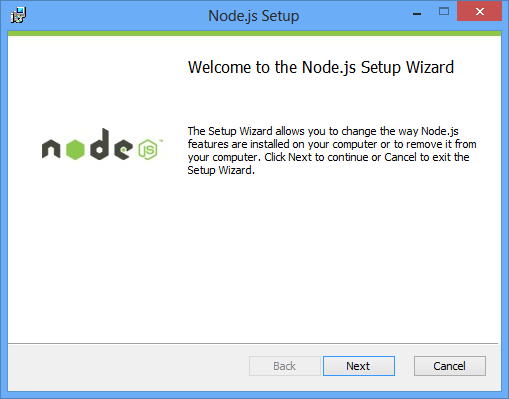 Node.js Setup
Welcome to the Node.js Setup Wizard
node JS™
The Setup Wizard allows you to change the way Node.js
features are installed on your computer or to remove it from
your computer. Click Next to continue or Cancel to exit the
Setup Wizard.
Back Next Cancel